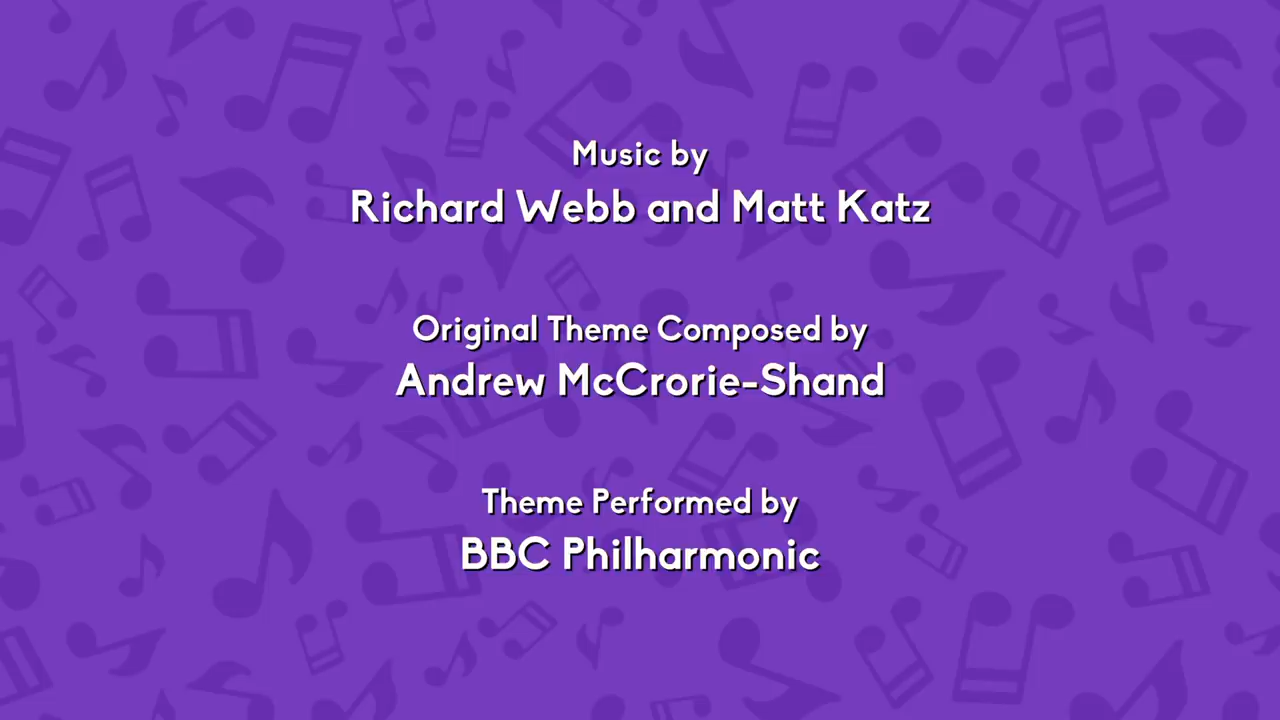 Music by
Richard Webb and Matt Katz
Original Theme Composed by
Andrew McCrorie-Shand
Theme Performed by
BBC Philharmonic